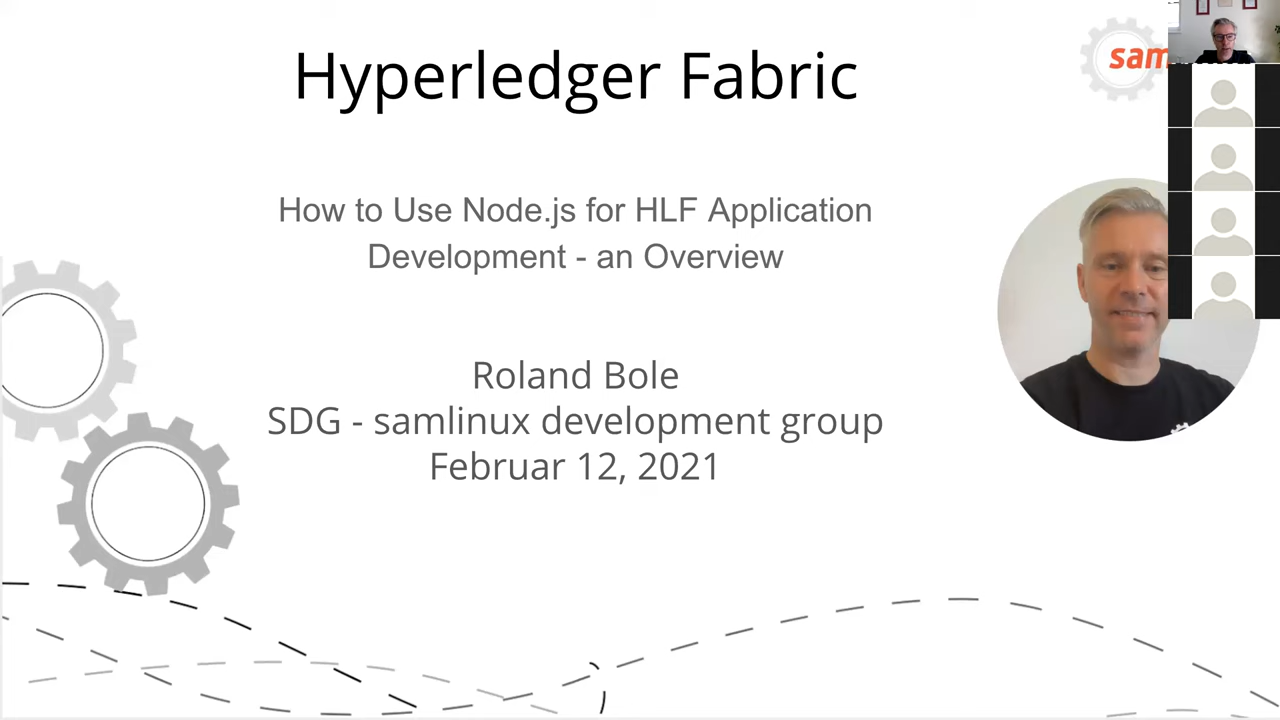 Hyperledger Fabric
sam
How to Use Node.js for HLF Application
Development - an Overview
Roland Bole
SDG - samlinux development group
Februar 12, 2021